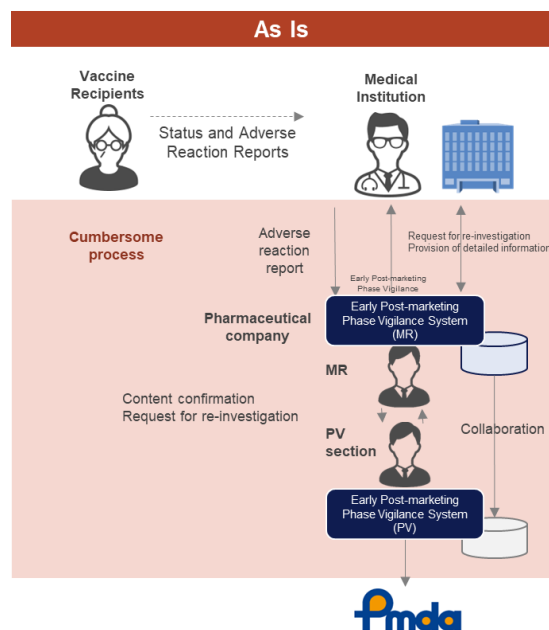 As Is
Vaccine
Recipients
Medical
Institution
Status and Adverse
Reaction Reports
Cumbersome
process
Adverse
reaction
report
Request for re-investigation
Provision of detailed information
Early Post-marketing
Phase Vigilance
Pharmaceutical
company
Early Post-marketing
Phase Vigilance System
(MR)
MR
Content confirmation
Request for re-investigation
PV
section
Collaboration
Early Post-marketing
Phase Vigilance System
(PV)
Pmda